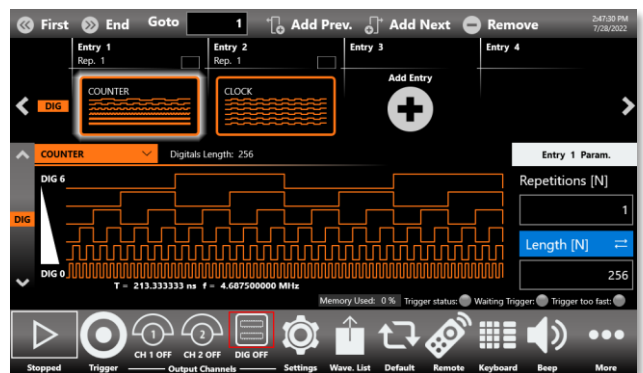 First End Goto 1 Add Prev. Add Next Remove 2:47:30 PM
7/28/2022
Entry 1 Entry 2 Entry 3 Entry 4
Rep. 1 Rep. 1
Add Entry
COUNTER CLOCK
DIG
COUNTER Digitals Length: 256 Entry 1 Param.
DIG 6 Repetitions [N]
1
DIG
Length [N]
DIG 0 256
T = 213.333333 ns f = 4.687500000 MHz
Memory Used: 0 % Trigger status: Waiting Trigger: Trigger too fast:
1 2
CH 1 OFF CH 2 OFF DIG OFF
Stopped Trigger Output Channels Settings Wave. List Default Remote Keyboard Beep More